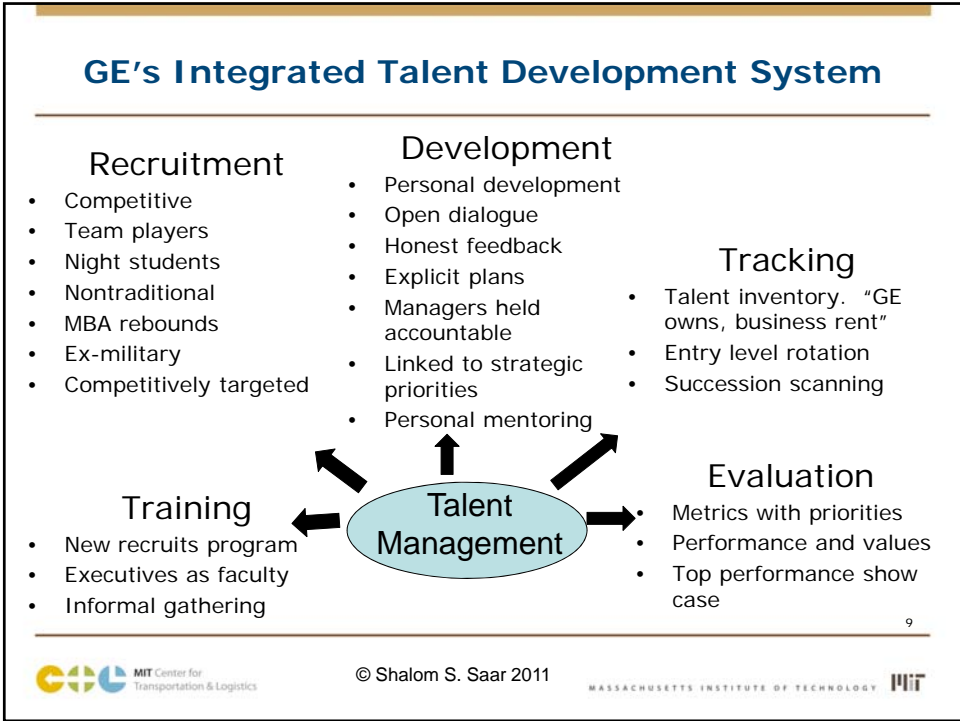 GE's Integrated Talent Development System
Recruitment
• Competitive
• Team players
• Night students
• Nontraditional
• MBA rebounds
• Ex-military
• Competitively targeted
Development
• Personal development
• Open dialogue
• Honest feedback
• Explicit plans
• Managers held
accountable
• Linked to strategic
priorities
• Personal mentoring
Tracking
• Talent inventory. "GE
owns, business rent"
• Entry level rotation
• Succession scanning
Training
• New recruits program
• Executives as faculty
• Informal gathering
Talent
Management
Evaluation
• Metrics with priorities
• Performance and values
• Top performance show
case
9
MIT Center for
Transportation & Logistics
© Shalom S. Saar 2011
MASSACHUSETTS INSTITUTE OF TECHNOLOGY